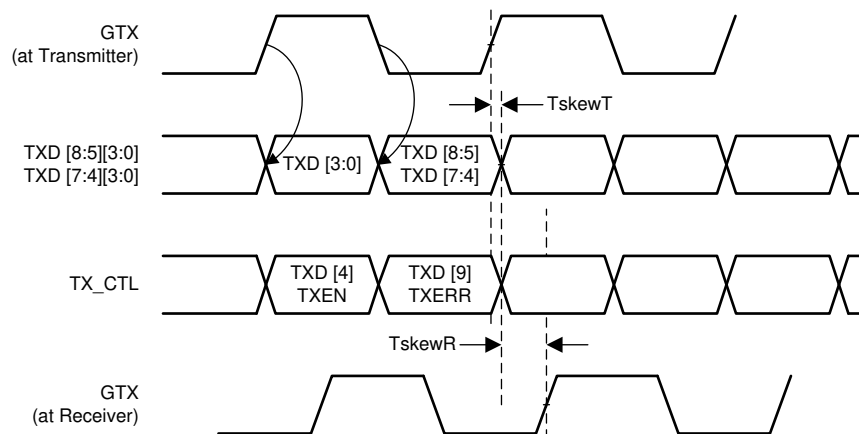 GTX
(at Transmitter)
TskewT
TXD [8:5][3:0]
TXD [7:4][3:0]
TXD [3:0]
TXD [8:5]
TXD [7:4]
TX_CTL
TXD [4]
TXEN
TXD [9]
TXERR
TskewR
GTX
(at Receiver)